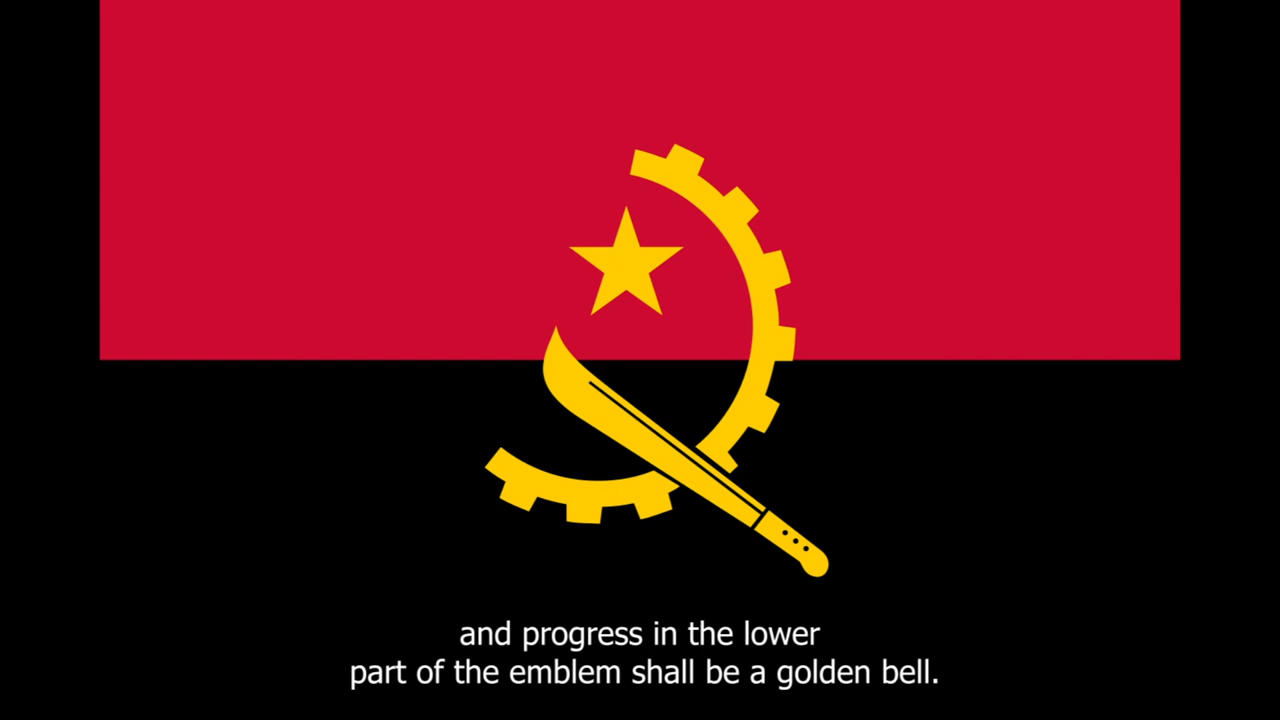 and progress in the lower
part of the emblem shall be a golden bell.